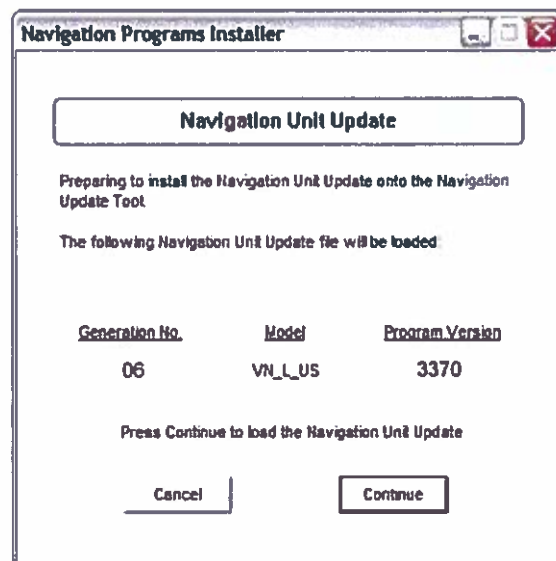 Navigation Programs Installer
Navigation Unit Update
Preparing to install the Navigation Unit Update onto the Navigation
Update Tool
The following Navigation Unit Update file will be loaded
Generation No. Model Program Version
06 VN_L_US 3370
Press Continue to load the Navigation Unit Update
Cancel Continue